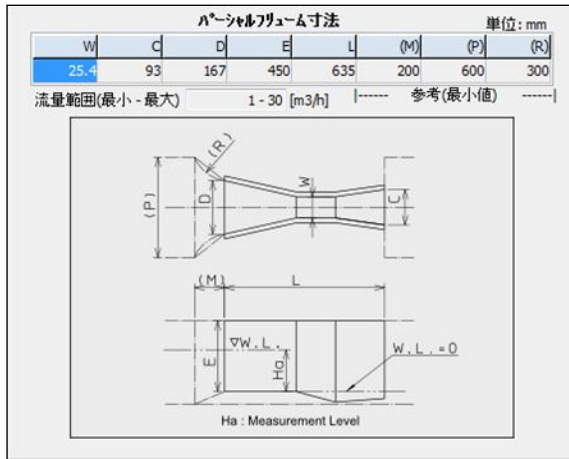 パーシャルフリューム寸法
単位: mm
W C D E L (M) (P) (R)
25.4 93 167 450 635 200 600 300
流量範囲(最小 - 最大) 1 - 30 [m3/h] |------ 参考(最小値) ------|
(R)
(P)
D
W
C
(M)
L
E
▽W.L.
Ha
W.L.=0
Ha : Measurement Level